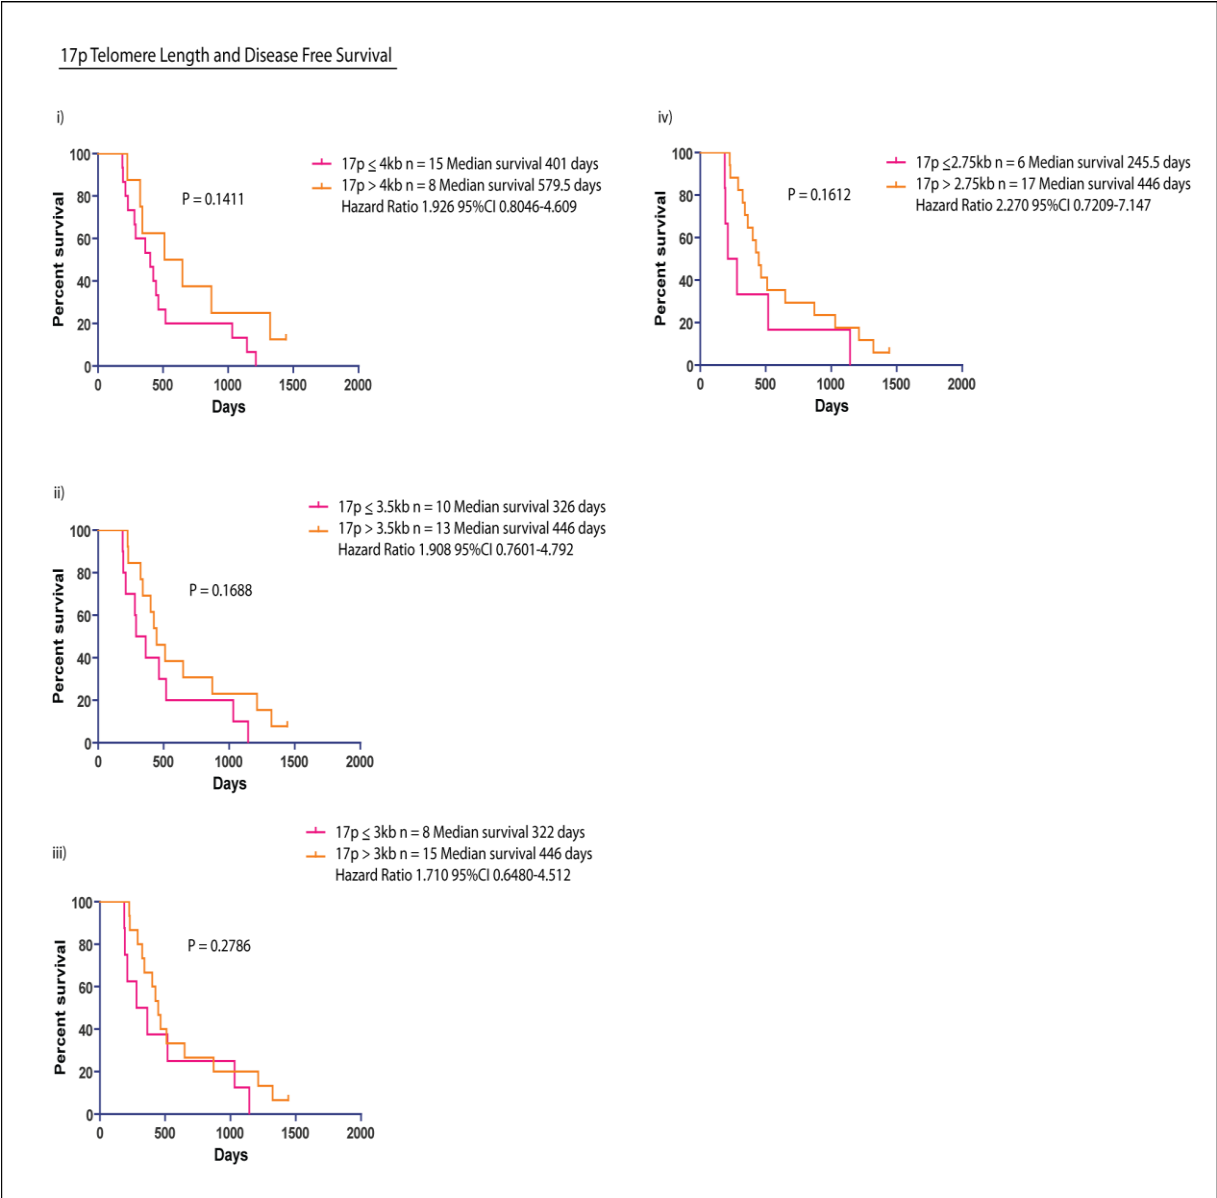 17p Telomere Length and Disease Free Survival
i)
17p ≤ 4kb n = 15 Median survival 401 days
17p > 4kb n = 8 Median survival 579.5 days
Hazard Ratio 1.926 95%CI 0.8046-4.609
P = 0.1411
Percent survival
100
80
60
40
20
0
0 500 1000 1500 2000
Days
iv)
17p ≤2.75kb n = 6 Median survival 245.5 days
17p > 2.75kb n = 17 Median survival 446 days
Hazard Ratio 2.270 95%CI 0.7209-7.147
P = 0.1612
Percent survival
100
80
60
40
20
0
0 500 1000 1500 2000
Days
ii)
17p ≤ 3.5kb n = 10 Median survival 326 days
17p > 3.5kb n = 13 Median survival 446 days
Hazard Ratio 1.908 95%CI 0.7601-4.792
P = 0.1688
Percent survival
100
80
60
40
20
0
0 500 1000 1500 2000
Days
iii)
17p ≤ 3kb n = 8 Median survival 322 days
17p > 3kb n = 15 Median survival 446 days
Hazard Ratio 1.710 95%CI 0.6480-4.512
P = 0.2786
Percent survival
100
80
60
40
20
0
0 500 1000 1500 2000
Days